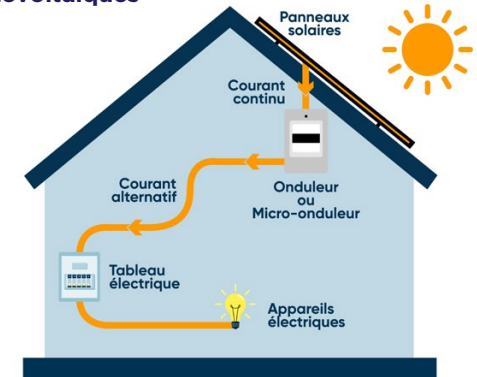 Panneaux
solaires
Courant
continu
Onduleur
ou
Micro-onduleur
Courant
alternatif
Tableau
électrique
Appareils
électriques